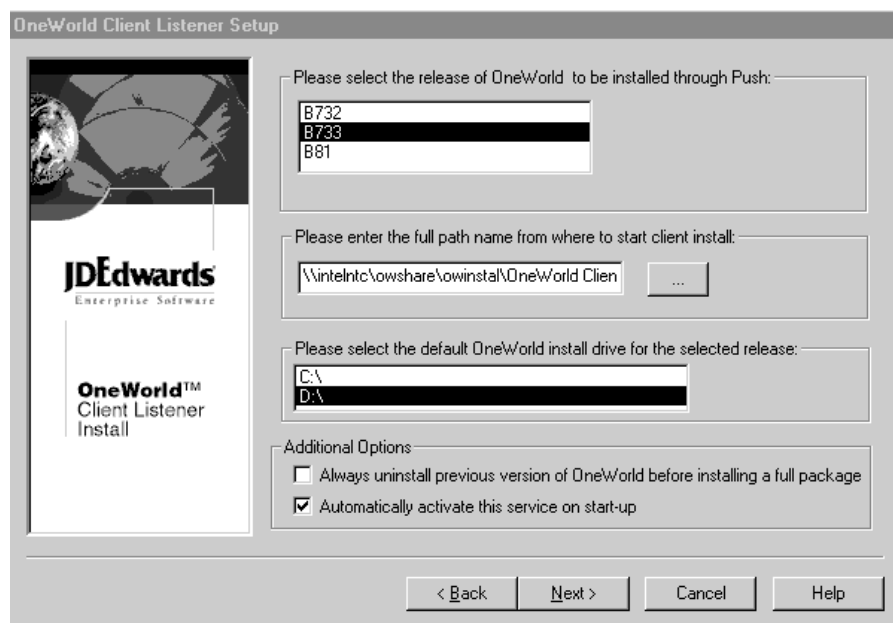 OneWorld Client Listener Setup
Please select the release of OneWorld to be installed through Push:
B732
B733
B81
Please enter the full path name from where to start client install:
\\intelntc\owshare\owinstal\OneWorld Clien
...
Please select the default OneWorld install drive for the selected release:
C:\
D:\
JDEdwards
Enterprise Software
OneWorld™
Client Listener
Install
Additional Options
Always uninstall previous version of OneWorld before installing a full package
Automatically activate this service on start-up
< Back
Next >
Cancel
Help